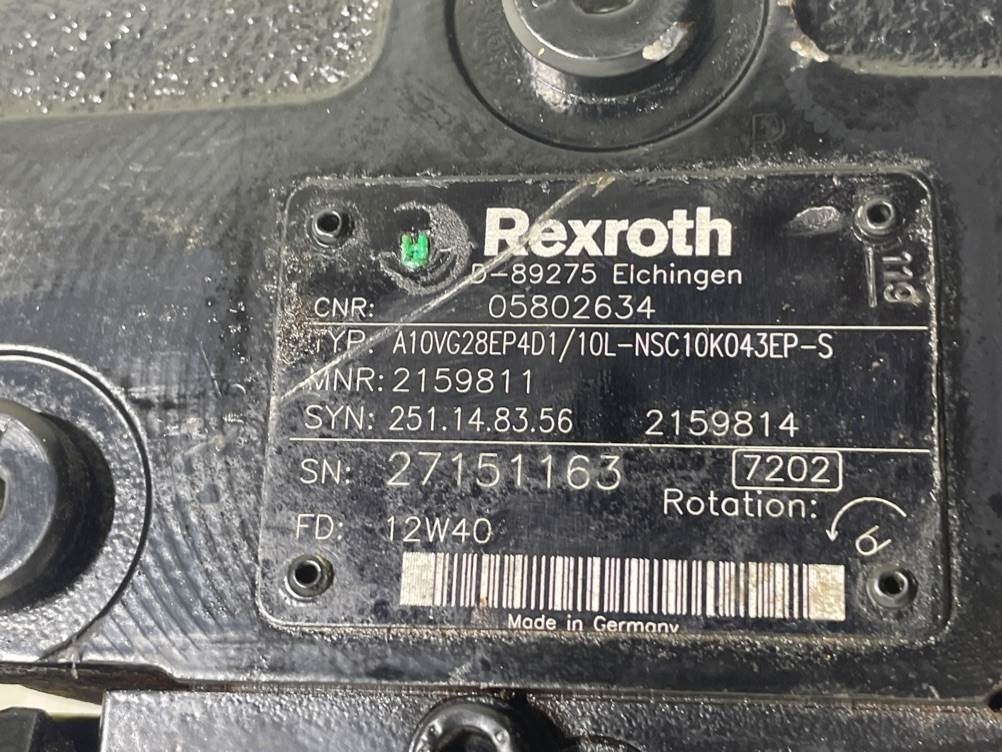 Rexroth
D-89275 Elchingen
119
CNR: 05802634
TYP: A10VG28EP4D1/10L-NSC10K043EP-S
MNR: 2159811
SYN: 251.14.83.56 2159814
SN: 27151163 7202
Rotation:
FD: 12W40
Made in Germany